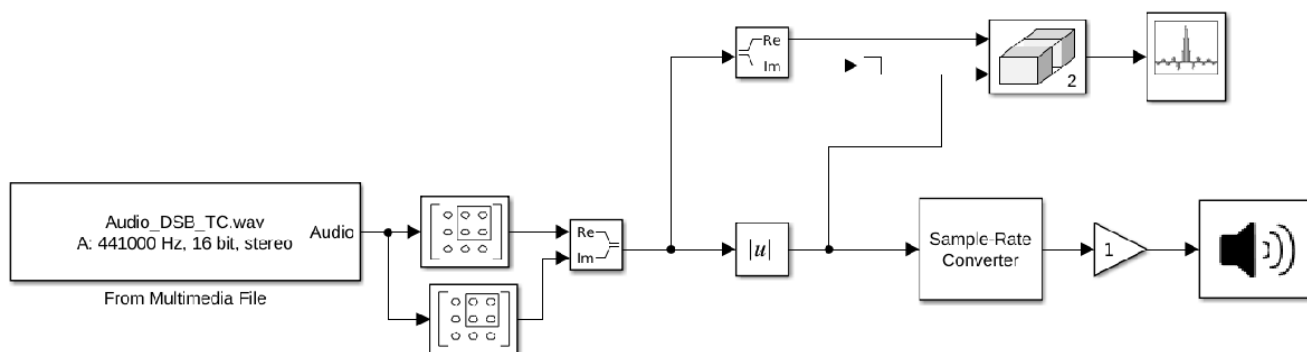 Re
Im
2
Audio_DSB_TC.wav
A: 441000 Hz, 16 bit, stereo
Audio
From Multimedia File
Re
Im
|u|
Sample-Rate
Converter
1